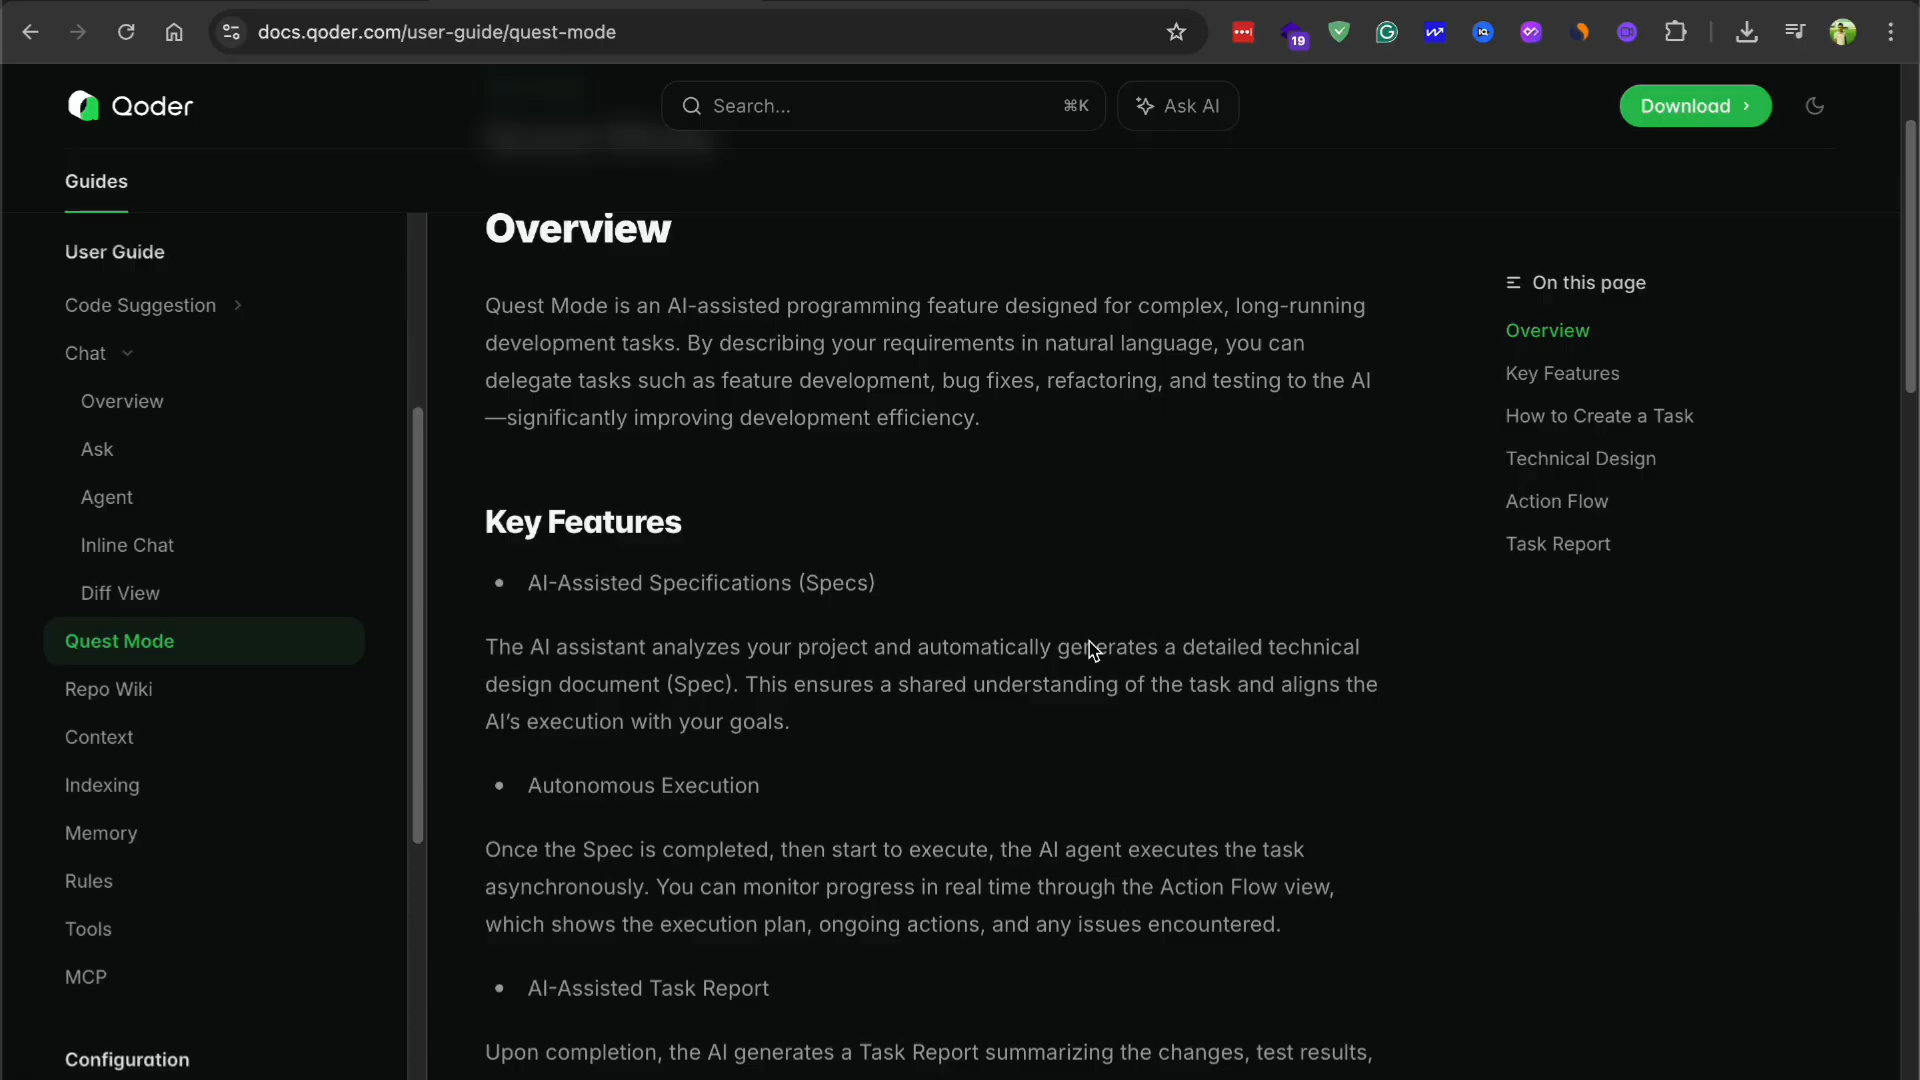 docs.qoder.com/user-guide/quest-mode
19
Qoder
Search...
⌘K
Ask AI
Download
Guides
User Guide
Code Suggestion
Chat
Overview
Ask
Agent
Inline Chat
Diff View
Quest Mode
Repo Wiki
Context
Indexing
Memory
Rules
Tools
MCP
Configuration
Overview
Quest Mode is an AI-assisted programming feature designed for complex, long-running
development tasks. By describing your requirements in natural language, you can
delegate tasks such as feature development, bug fixes, refactoring, and testing to the AI
—significantly improving development efficiency.
Key Features
• AI-Assisted Specifications (Specs)
The AI assistant analyzes your project and automatically generates a detailed technical
design document (Spec). This ensures a shared understanding of the task and aligns the
AI’s execution with your goals.
• Autonomous Execution
Once the Spec is completed, then start to execute, the AI agent executes the task
asynchronously. You can monitor progress in real time through the Action Flow view,
which shows the execution plan, ongoing actions, and any issues encountered.
• AI-Assisted Task Report
Upon completion, the AI generates a Task Report summarizing the changes, test results,
On this page
Overview
Key Features
How to Create a Task
Technical Design
Action Flow
Task Report